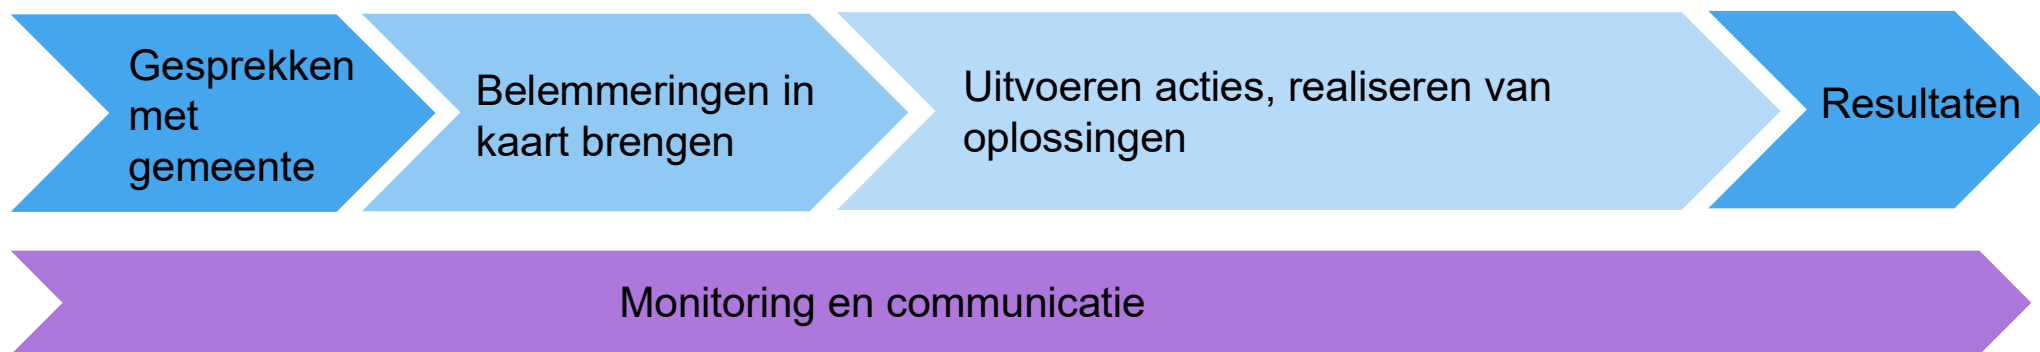 Gesprekken
met
gemeente
Belemmeringen in
kaart brengen
Uitvoeren acties, realiseren van
oplossingen
Resultaten
Monitoring en communicatie